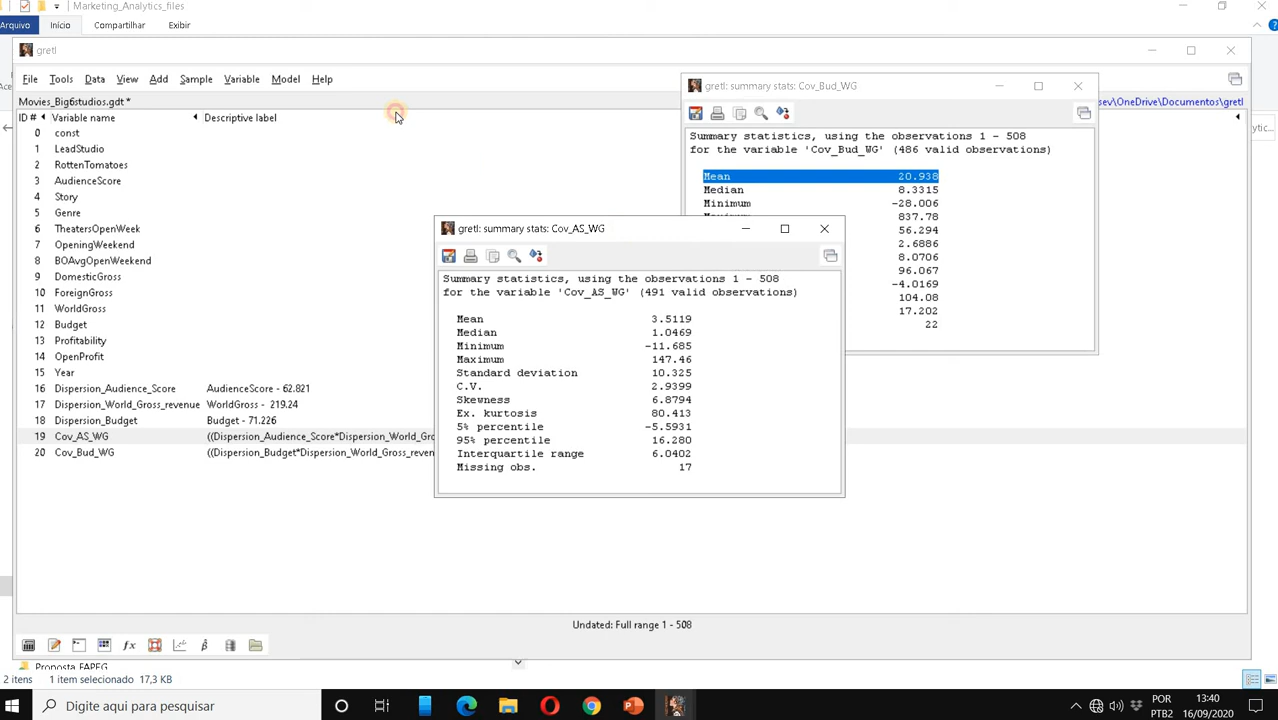 Marketing_Analytics_files
Arquivo Início Compartilhar Exibir
gretl
File Tools Data View Add Sample Variable Model Help
Movies_Big6studios.gdt *
sev\OneDrive\Documentos\gretl
ID # Variable name Descriptive label
0 const
1 LeadStudio
2 RottenTomatoes
3 AudienceScore
4 Story
5 Genre
6 TheatersOpenWeek
7 OpeningWeekend
8 BOAvgOpenWeekend
9 DomesticGross
10 ForeignGross
11 WorldGross
12 Budget
13 Profitability
14 OpenProfit
15 Year
16 Dispersion_Audience_Score AudienceScore - 62.821
17 Dispersion_World_Gross_revenue WorldGross - 219.24
18 Dispersion_Budget Budget - 71.226
19 Cov_AS_WG ((Dispersion_Audience_Score*Dispersion_World_Gro
20 Cov_Bud_WG ((Dispersion_Budget*Dispersion_World_Gross_reven
gretl: summary stats: Cov_Bud_WG
Summary statistics, using the observations 1 - 508
for the variable 'Cov_Bud_WG' (486 valid observations)
Mean 20.938
Median 8.3315
Minimum -28.006
837.78
56.294
2.6886
8.0706
96.067
-4.0169
104.08
17.202
22
gretl: summary stats: Cov_AS_WG
Summary statistics, using the observations 1 - 508
for the variable 'Cov_AS_WG' (491 valid observations)
Mean 3.5119
Median 1.0469
Minimum -11.685
Maximum 147.46
Standard deviation 10.325
C.V. 2.9399
Skewness 6.8794
Ex. kurtosis 80.413
5% percentile -5.5931
95% percentile 16.280
Interquartile range 6.0402
Missing obs. 17
Undated: Full range 1 - 508
Proposta FAPEG
2 itens 1 item selecionado 17,3 KB
Digite aqui para pesquisar
POR
PTB2
13:40
16/09/2020